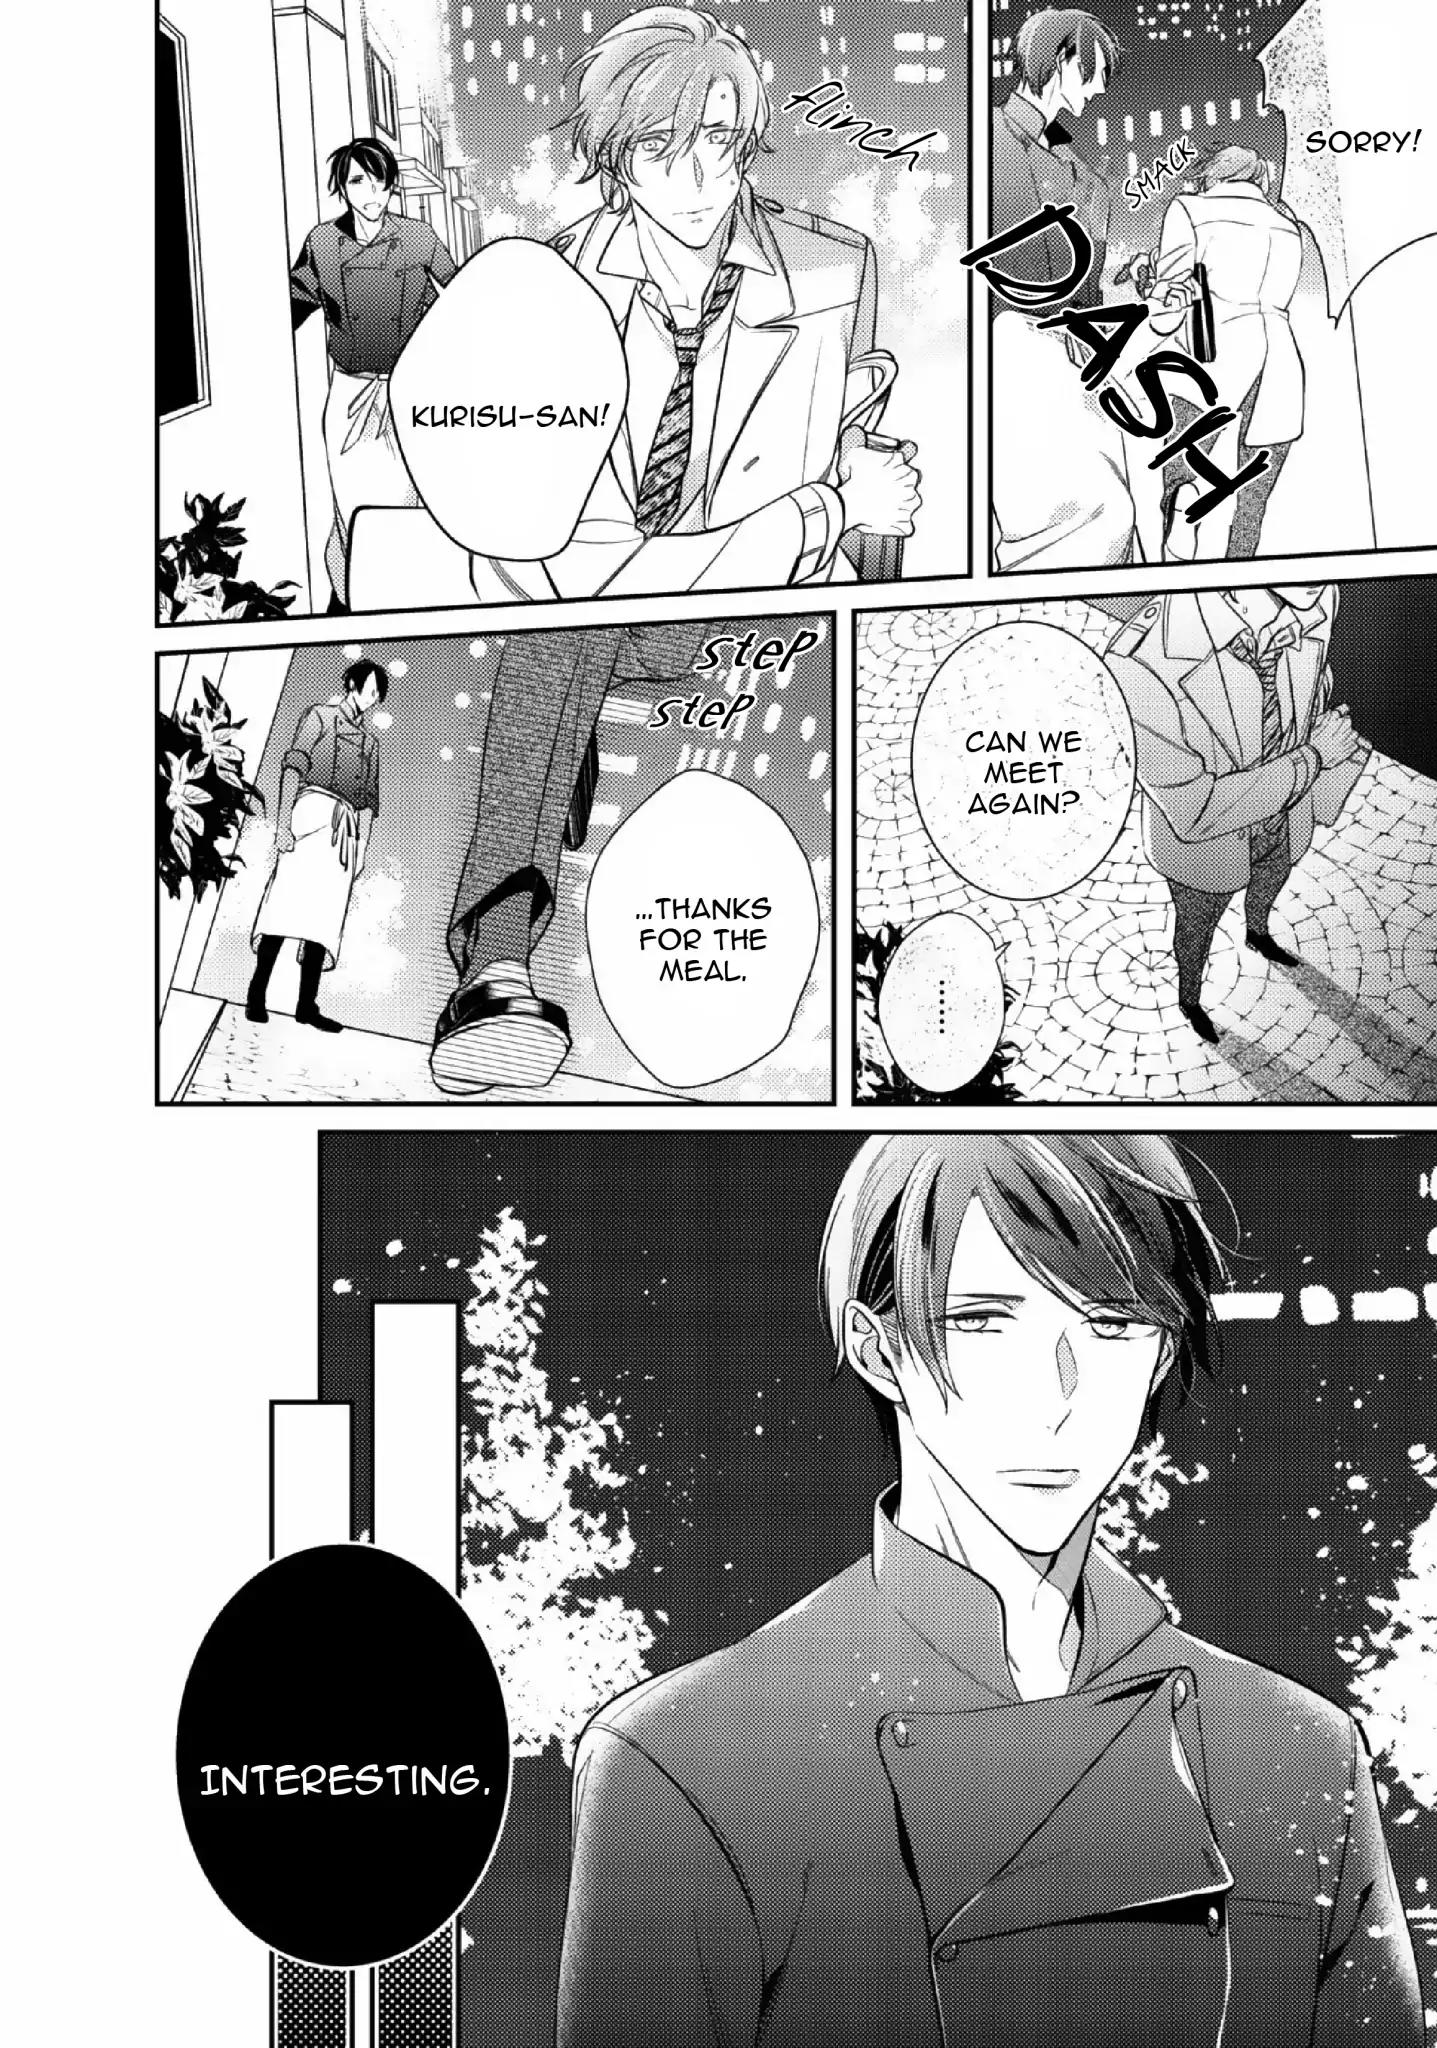 SORRY!
SMACK
DASH
flinch
KURISU-SAN!
CAN WE
MEET
AGAIN?
......
step
step
...THANKS
FOR THE
MEAL.
INTERESTING.